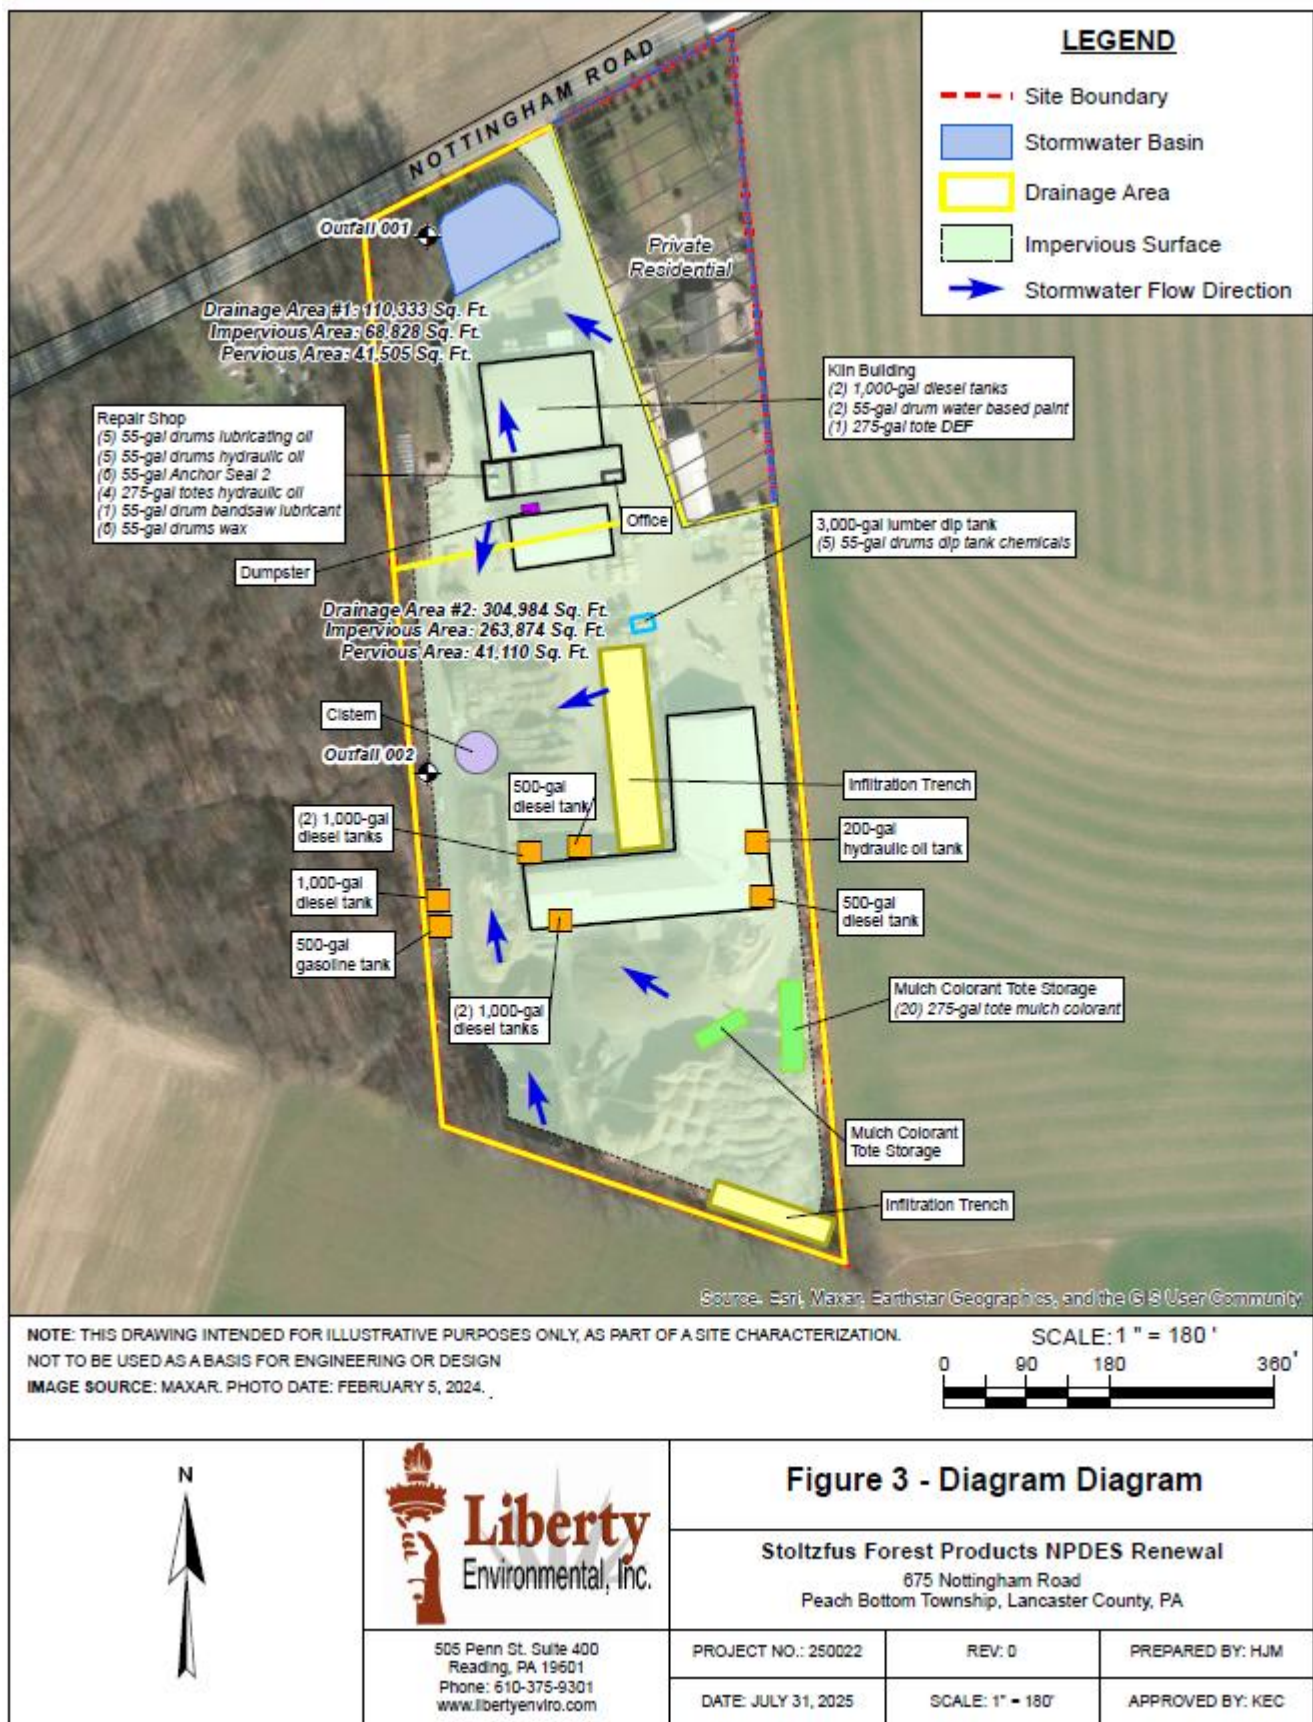 LEGEND
Site Boundary
Stormwater Basin
Drainage Area
Impervious Surface
Stormwater Flow Direction
NOTTINGHAM ROAD
Outfall 001
Private
Residential
Drainage Area #1: 110,333 Sq. Ft.
Impervious Area: 68,828 Sq. Ft.
Pervious Area: 41,505 Sq. Ft.
Kiln Building
(2) 1,000-gal diesel tanks
(2) 55-gal drum water based paint
(1) 275-gal tote DEF
Repair Shop
(5) 55-gal drums lubricating oil
(5) 55-gal drums hydraulic oil
(6) 55-gal Anchor Seal 2
(4) 275-gal totes hydraulic oil
(1) 55-gal drum bandsaw lubricant
(6) 55-gal drums wax
Office
3,000-gal lumber dip tank
(5) 55-gal drums dip tank chemicals
Dumpster
Drainage Area #2: 304,984 Sq. Ft.
Impervious Area: 263,874 Sq. Ft.
Pervious Area: 41,110 Sq. Ft.
Cistern
Outfall 002
500-gal
diesel tank
Infiltration Trench
(2) 1,000-gal
diesel tanks
200-gal
hydraulic oil tank
1,000-gal
diesel tank
500-gal
diesel tank
500-gal
gasoline tank
(2) 1,000-gal
diesel tanks
Mulch Colorant Tote Storage
(20) 275-gal tote mulch colorant
Mulch Colorant
Tote Storage
Infiltration Trench
Source: Esri, Maxar, Earthstar Geographics, and the GIS User Community
NOTE: THIS DRAWING INTENDED FOR ILLUSTRATIVE PURPOSES ONLY, AS PART OF A SITE CHARACTERIZATION.
NOT TO BE USED AS A BASIS FOR ENGINEERING OR DESIGN
IMAGE SOURCE: MAXAR. PHOTO DATE: FEBRUARY 5, 2024.
SCALE: 1 " = 180 '
0 90 180 360'
N
Liberty
Environmental, Inc.
505 Penn St. Suite 400
Reading, PA 19601
Phone: 610-375-9301
www.libertyenviro.com
Figure 3 - Diagram Diagram
Stoltzfus Forest Products NPDES Renewal
675 Nottingham Road
Peach Bottom Township, Lancaster County, PA
PROJECT NO.: 250022
REV: 0
PREPARED BY: HJM
DATE: JULY 31, 2025
SCALE: 1" = 180'
APPROVED BY: KEC